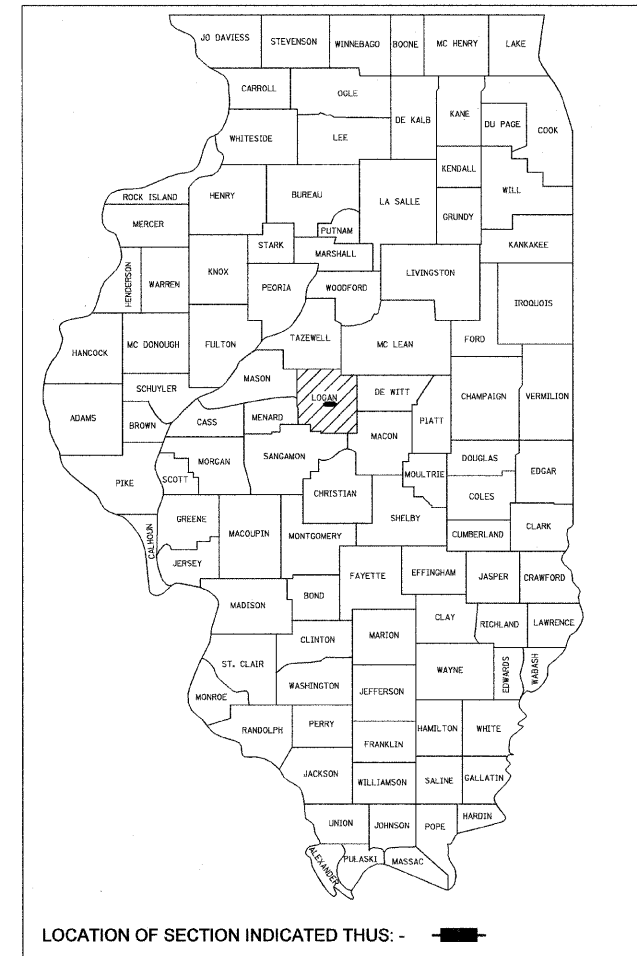 JO DAVIESS STEVENSON WINNEBAGO BOONE MC HENRY LAKE
CARROLL OGLE DE KALB KANE DU PAGE COOK
WHITESIDE LEE
ROCK ISLAND HENRY BUREAU LA SALLE KENDALL WILL
MERCER PUTNAM GRUNDY
HENDERSON WARREN KNOX STARK MARSHALL KANKAKEE
PEORIA WOODFORD LIVINGSTON IROQUOIS
HANCOCK MC DONOUGH FULTON TAZEWELL MC LEAN FORD
SCHUYLER MASON LOGAN DE WITT CHAMPAIGN VERMILION
ADAMS BROWN CASS MENARD MACON PIATT
PIKE SCOTT MORGAN SANGAMON CHRISTIAN MOULTRIE DOUGLAS EDGAR
COLES
CALHOUN GREENE MACOUPIN MONTGOMERY SHELBY CUMBERLAND CLARK
JERSEY FAYETTE EFFINGHAM JASPER CRAWFORD
MADISON BOND
CLINTON MARION CLAY RICHLAND LAWRENCE
ST. CLAIR WAYNE EDWARDS WABASH
MONROE WASHINGTON JEFFERSON
RANDOLPH PERRY FRANKLIN HAMILTON WHITE
JACKSON WILLIAMSON SALINE GALLATIN
UNION JOHNSON POPE HARDIN
ALEXANDER PULASKI MASSAC
LOCATION OF SECTION INDICATED THUS: -